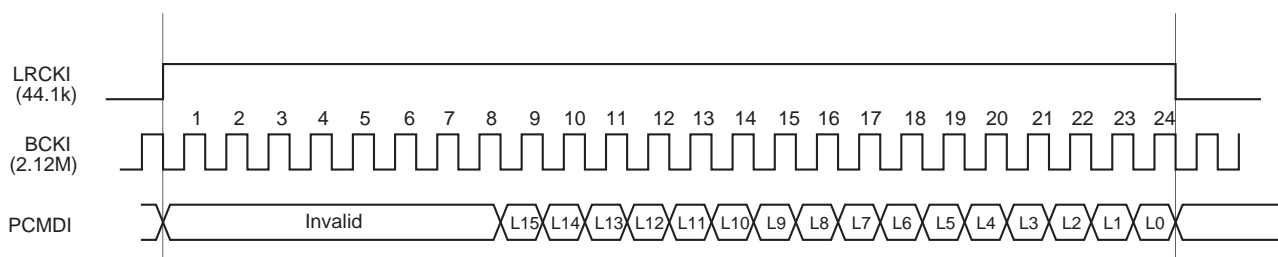 LRCKI
(44.1k)
1 2 3 4 5 6 7 8 9 10 11 12 13 14 15 16 17 18 19 20 21 22 23 24
BCKI
(2.12M)
PCMDI
Invalid L15 L14 L13 L12 L11 L10 L9 L8 L7 L6 L5 L4 L3 L2 L1 L0